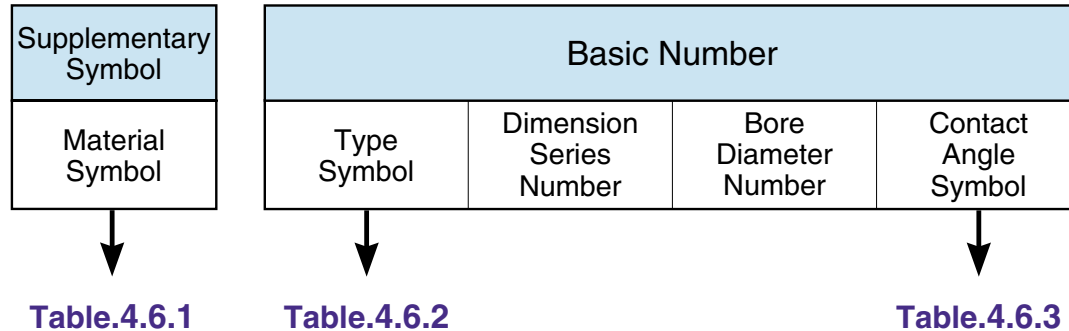 Supplementary
Symbol
Basic Number
Material
Symbol
Type
Symbol
Dimension
Series
Number
Bore
Diameter
Number
Contact
Angle
Symbol
Table.4.6.1
Table.4.6.2
Table.4.6.3